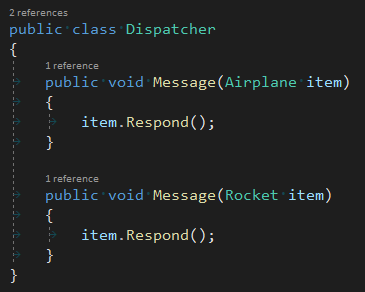 2 references
public class Dispatcher
{
1 reference
public void Message(Airplane item)
{
item.Respond();
}
1 reference
public void Message(Rocket item)
{
item.Respond();
}
}